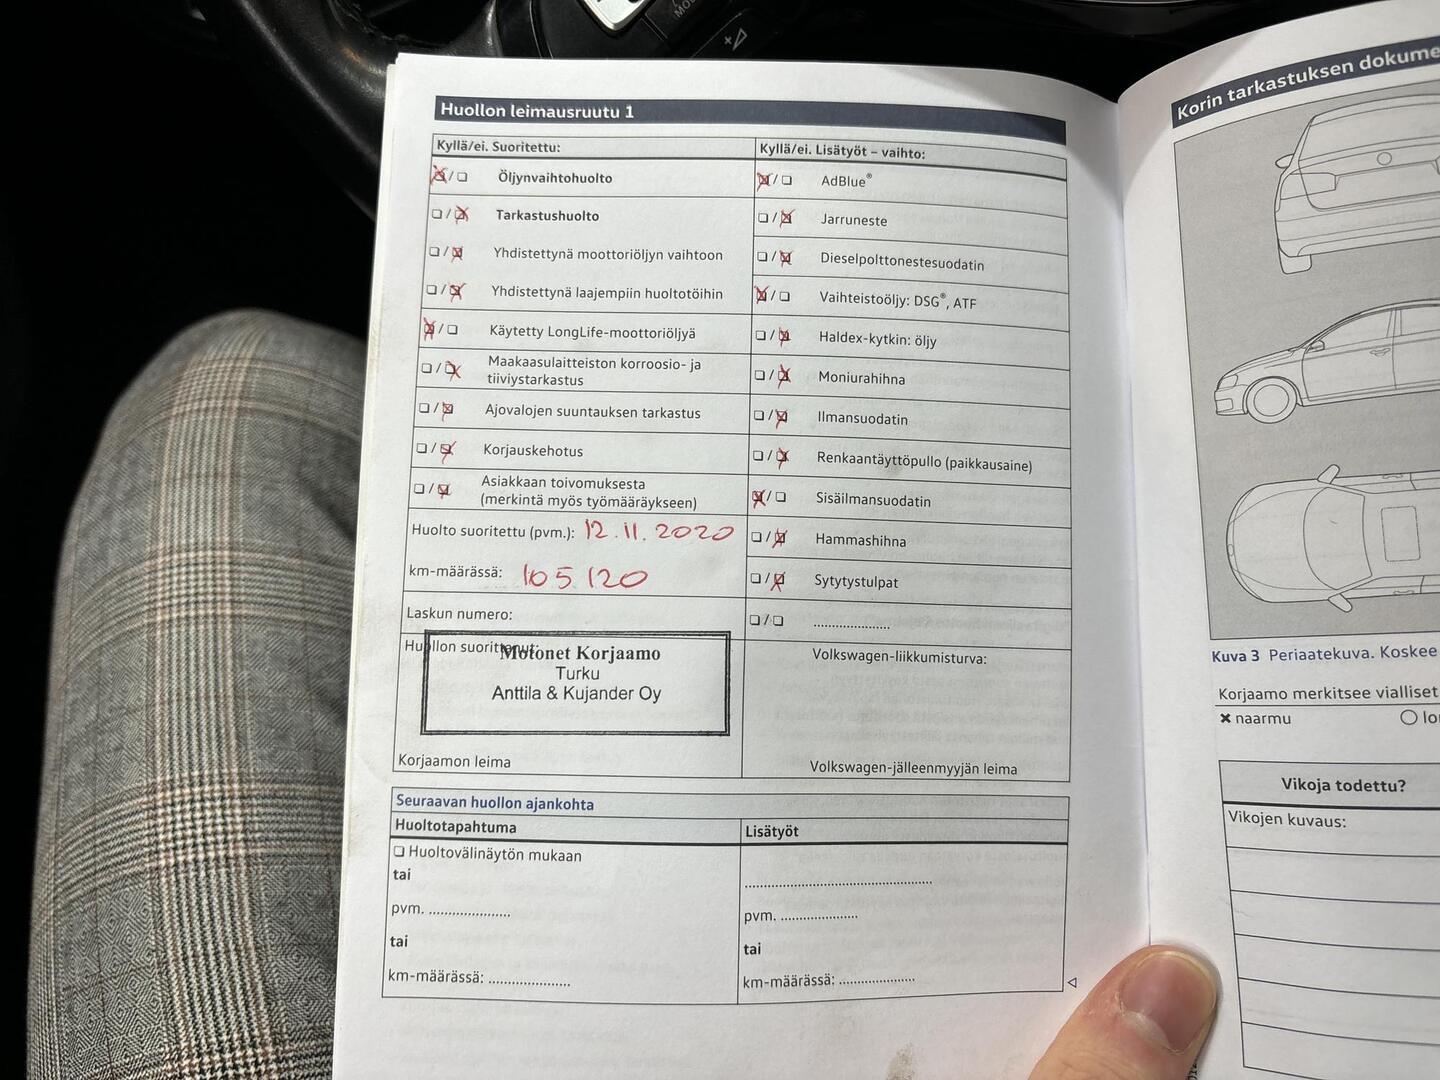 Huollon leimausruutu 1
Kyllä/ei. Suoritettu:
☒/☐ Öljynvaihtohuolto
☐/☒ Tarkastushuolto
☐/☒ Yhdistettynä moottoriöljyn vaihtoon
☐/☒ Yhdistettynä laajempiin huoltotöihin
☒/☐ Käytetty LongLife-moottoriöljyä
☐/☒ Maakaasulaitteiston korroosio- ja
tiiviystarkastus
☐/☒ Ajovalojen suuntauksen tarkastus
☐/☒ Korjauskehotus
☐/☒ Asiakkaan toivomuksesta
(merkintä myös työmääräykseen)
Huolto suoritettu (pvm.): 12.11.2020
km-määrässä: 105 120
Laskun numero:
Huollon suorittanut:
Motonet Korjaamo
Turku
Anttila & Kujander Oy
Korjaamon leima
Kyllä/ei. Lisätyöt – vaihto:
☒/☐ AdBlue®
☐/☒ Jarruneste
☐/☒ Dieselpolttonestesuodatin
☒/☐ Vaihteistoöljy: DSG®, ATF
☐/☒ Haldex-kytkin: öljy
☐/☒ Moniurahihna
☐/☒ Ilmansuodatin
☐/☒ Renkaantäyttöpullo (paikkausaine)
☒/☐ Sisäilmansuodatin
☐/☒ Hammashihna
☐/☒ Sytytystulpat
☐/☐ ...................
Volkswagen-liikkumisturva:
Volkswagen-jälleenmyyjän leima
Seuraavan huollon ajankohta
Huoltotapahtuma
☐ Huoltovälinäytön mukaan
tai
pvm. ....................
tai
km-määrässä: ....................
Lisätyöt
..............................................
pvm. ...................
tai
km-määrässä: ...................
Korin tarkastuksen dokume
Kuva 3 Periaatekuva. Koskee
Korjaamo merkitsee vialliset
✖ naarmu
Vikoja todettu?
Vikojen kuvaus: